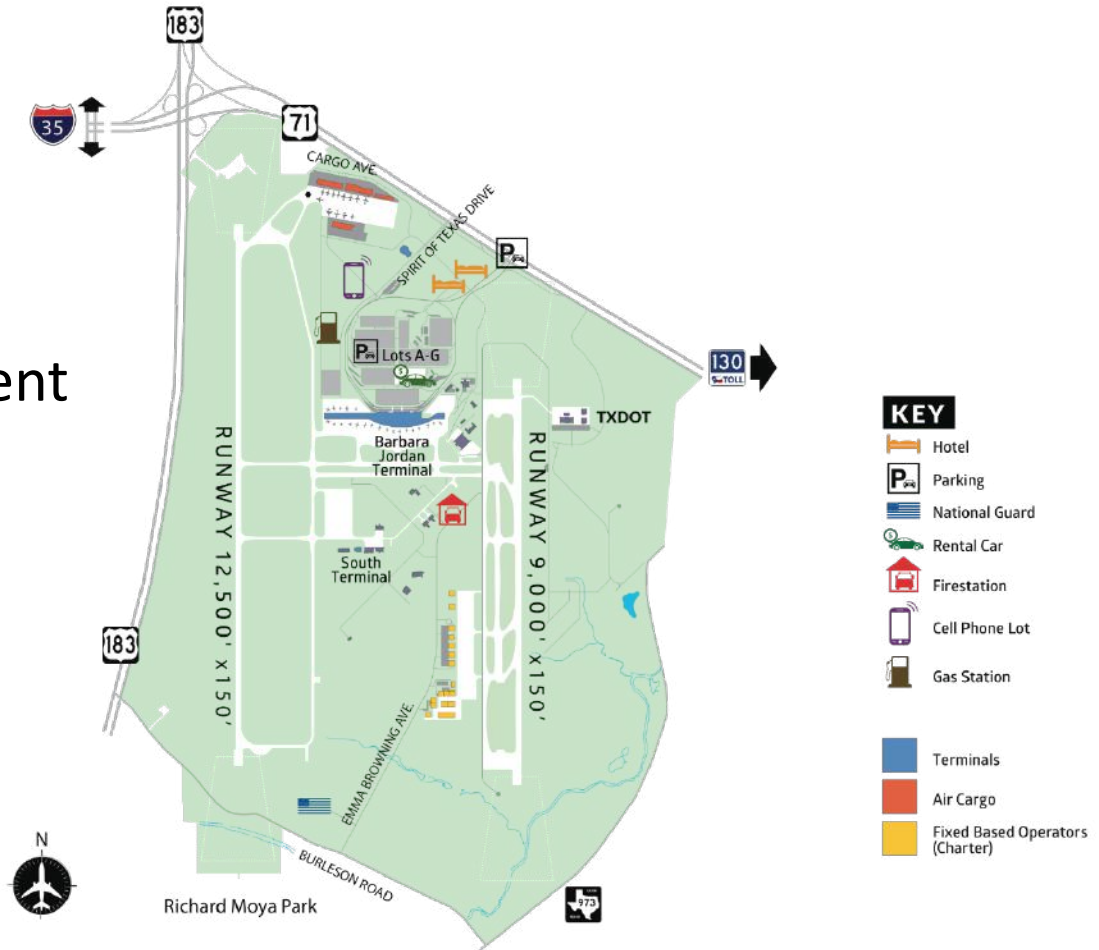 183
35
71
CARGO AVE.
SPIRIT OF TEXAS DRIVE
P
P Lots A-G
ent
130
TOLL
TXDOT
Barbara
Jordan
Terminal
RUNWAY 12,500' x150'
RUNWAY 9,000' x150'
South
Terminal
183
EMMA BROWNING AVE.
BURLESON ROAD
Richard Moya Park
N
973
KEY
Hotel
P Parking
National Guard
$ Rental Car
Firestation
Cell Phone Lot
Gas Station
Terminals
Air Cargo
Fixed Based Operators
(Charter)